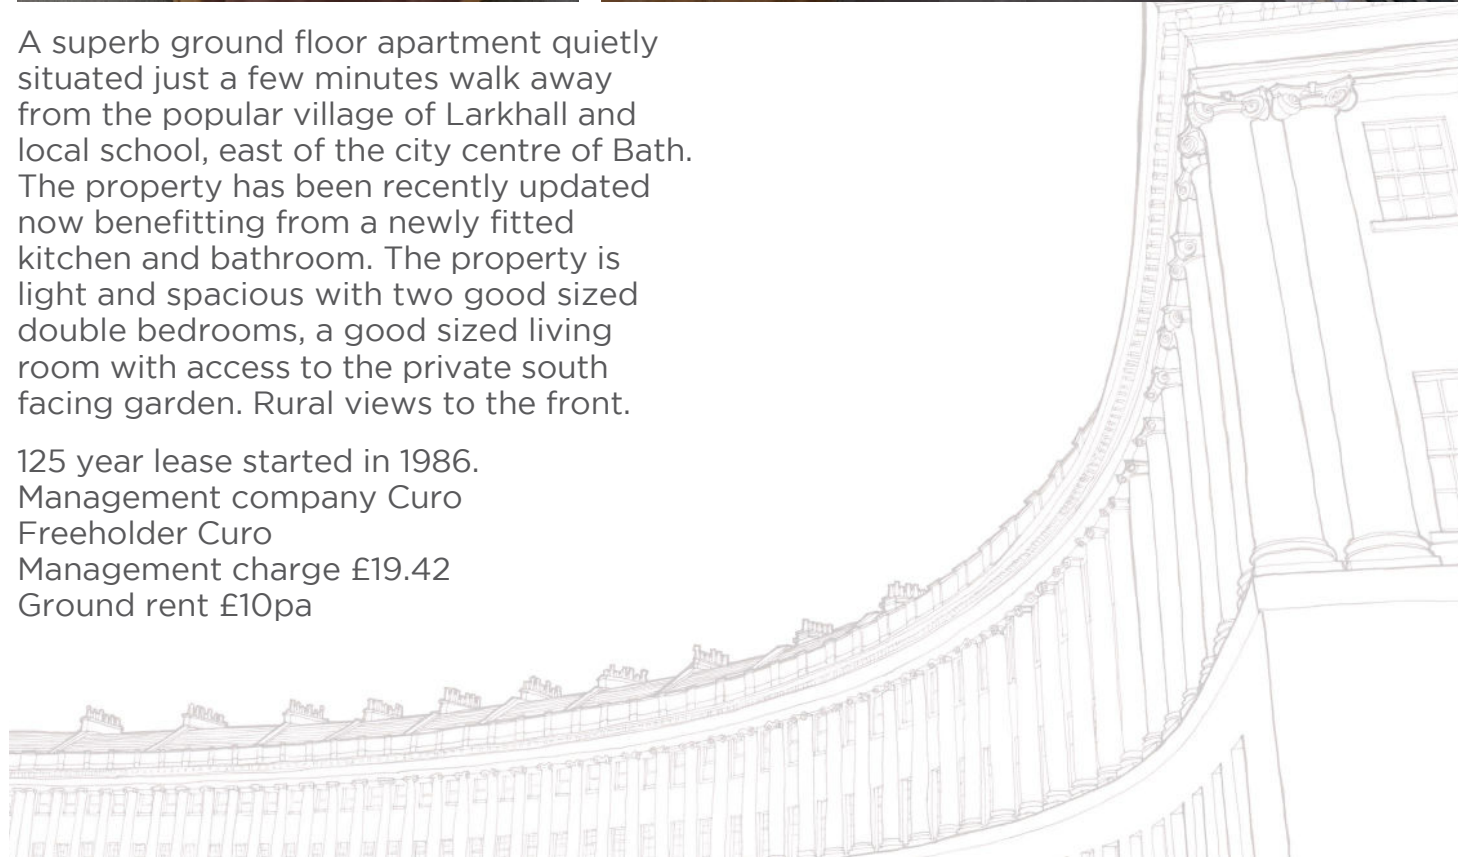 A superb ground floor apartment quietly
situated just a few minutes walk away
from the popular village of Larkhall and
local school, east of the city centre of Bath.
The property has been recently updated
now benefitting from a newly fitted
kitchen and bathroom. The property is
light and spacious with two good sized
double bedrooms, a good sized living
room with access to the private south
facing garden. Rural views to the front.
125 year lease started in 1986.
Management company Curo
Freeholder Curo
Management charge £19.42
Ground rent £10pa